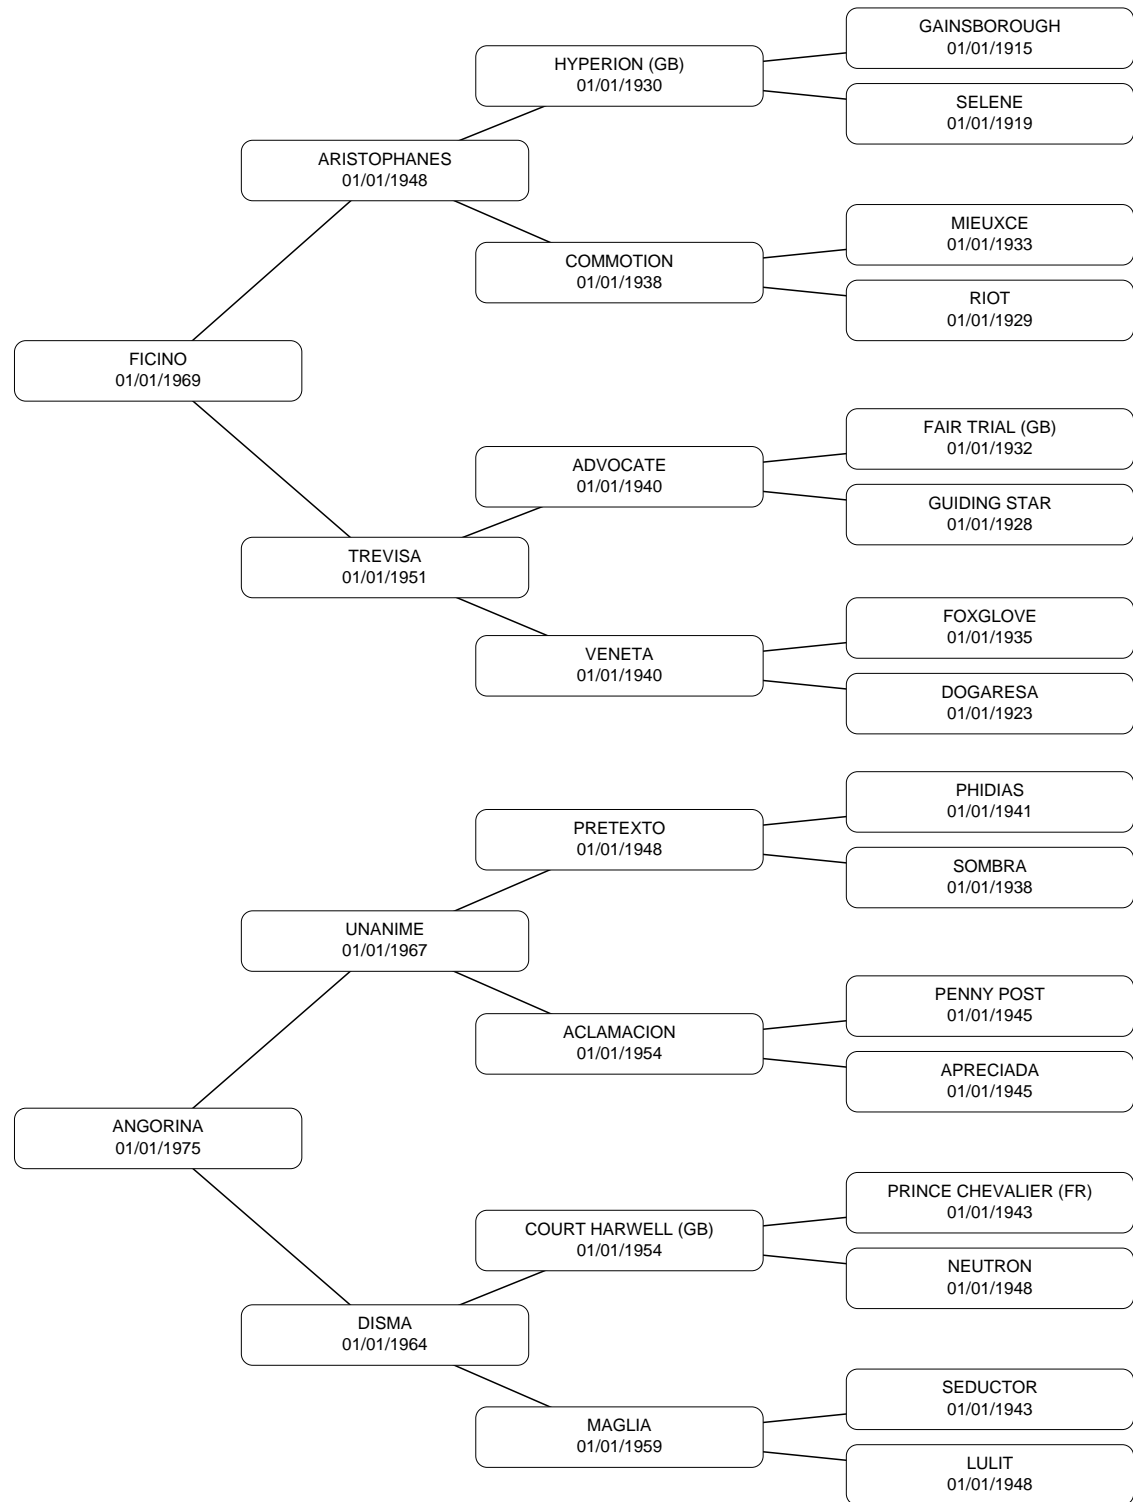 GAINSBOROUGH
01/01/1915
HYPERION (GB)
01/01/1930
SELENE
01/01/1919
ARISTOPHANES
01/01/1948
MIEUXCE
01/01/1933
COMMOTION
01/01/1938
RIOT
01/01/1929
FICINO
01/01/1969
FAIR TRIAL (GB)
01/01/1932
ADVOCATE
01/01/1940
GUIDING STAR
01/01/1928
TREVISA
01/01/1951
FOXGLOVE
01/01/1935
VENETA
01/01/1940
DOGARESA
01/01/1923
PHIDIAS
01/01/1941
PRETEXTO
01/01/1948
SOMBRA
01/01/1938
UNANIME
01/01/1967
PENNY POST
01/01/1945
ACLAMACION
01/01/1954
APRECIADA
01/01/1945
ANGORINA
01/01/1975
PRINCE CHEVALIER (FR)
01/01/1943
COURT HARWELL (GB)
01/01/1954
NEUTRON
01/01/1948
DISMA
01/01/1964
SEDUCTOR
01/01/1943
MAGLIA
01/01/1959
LULIT
01/01/1948